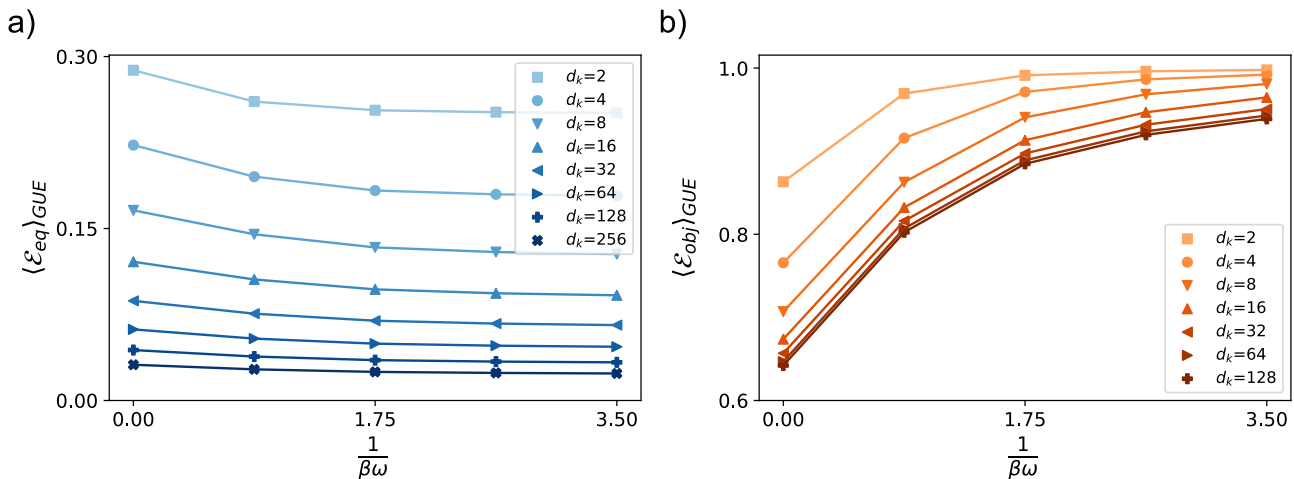 a)
0.30
0.15
0.00
⟨ℰ_eq⟩_GUE
0.00
1.75
3.50
1/βω
d_k=2
d_k=4
d_k=8
d_k=16
d_k=32
d_k=64
d_k=128
d_k=256
b)
1.0
0.8
0.6
⟨ℰ_obj⟩_GUE
0.00
1.75
3.50
1/βω
d_k=2
d_k=4
d_k=8
d_k=16
d_k=32
d_k=64
d_k=128